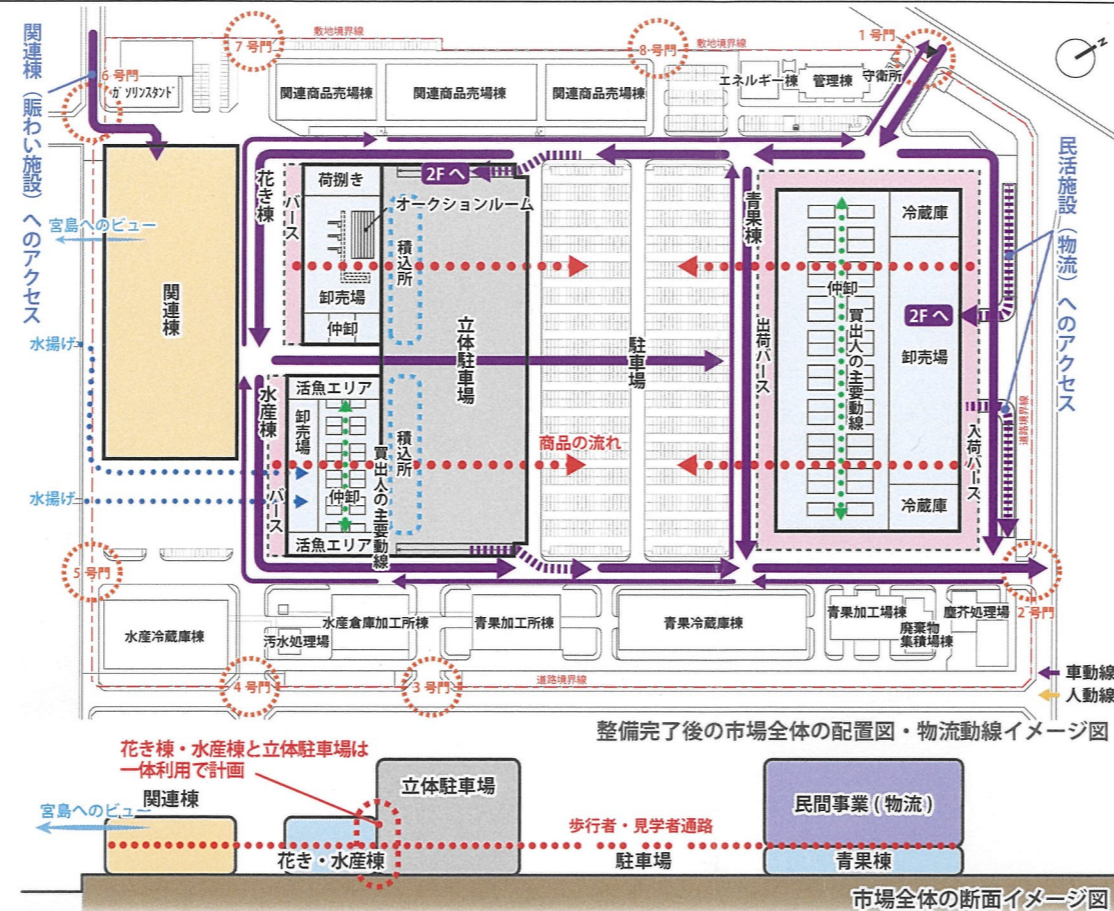 関連棟(賑わい施設)へのアクセス
7号門
敷地境界線
8号門
敷地境界線
1号門
N
6号門
ガソリンスタンド
関連商品売場棟
関連商品売場棟
関連商品売場棟
エネルギー棟
管理棟
守衛所
民活施設(物流)へのアクセス
花き棟
バース
荷捌き
2Fへ
オークションルーム
積込所
卸売場
仲卸
青果棟
冷蔵庫
仲卸
買出人の主要動線
2Fへ
卸売場
出荷バース
宮島へのビュー
関連棟
立体駐車場
駐車場
水揚げ
水産棟
活魚エリア
卸売場
積込所
商品の流れ
仲卸
買出人の主要動線
バース
活魚エリア
入荷バース
道路境界線
冷蔵庫
水揚げ
5号門
2号門
水産冷蔵庫棟
汚水処理場
水産倉庫加工所棟
青果加工所棟
青果冷蔵庫棟
青果加工場棟
廃棄物
集積場棟
塵芥処理場
4号門
3号門
道路境界線
車動線
人動線
整備完了後の市場全体の配置図・物流動線イメージ図
花き棟・水産棟と立体駐車場は
一体利用で計画
関連棟
宮島へのビュー
立体駐車場
民間事業(物流)
歩行者・見学者通路
花き・水産棟
駐車場
青果棟
市場全体の断面イメージ図